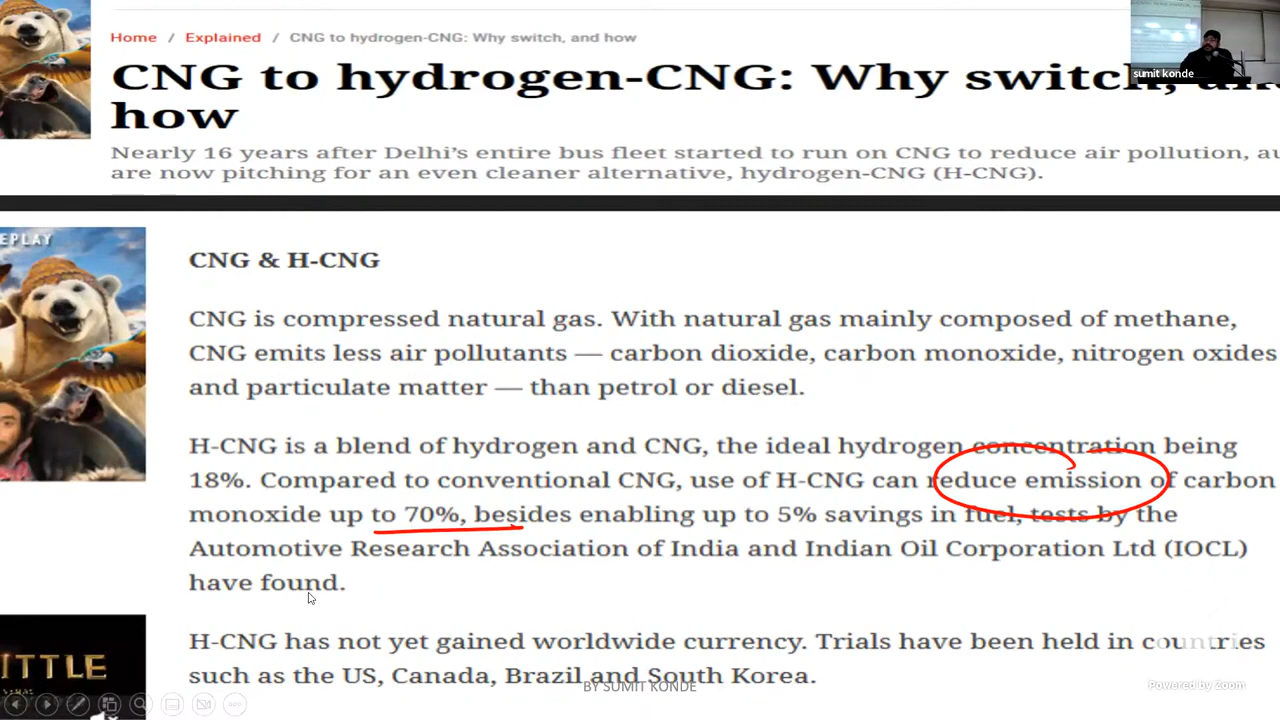 Home / Explained / CNG to hydrogen-CNG: Why switch, and how
sumit konde
CNG to hydrogen-CNG: Why switch, and
how
Nearly 16 years after Delhi's entire bus fleet started to run on CNG to reduce air pollution,
are now pitching for an even cleaner alternative, hydrogen-CNG (H-CNG).
EPLAY
CNG & H-CNG
CNG is compressed natural gas. With natural gas mainly composed of methane,
CNG emits less air pollutants — carbon dioxide, carbon monoxide, nitrogen oxides
and particulate matter — than petrol or diesel.
H-CNG is a blend of hydrogen and CNG, the ideal hydrogen concentration being
18%. Compared to conventional CNG, use of H-CNG can reduce emission of carbon
monoxide up to 70%, besides enabling up to 5% savings in fuel, tests by the
Automotive Research Association of India and Indian Oil Corporation Ltd (IOCL)
have found.
H-CNG has not yet gained worldwide currency. Trials have been held in countries
such as the US, Canada, Brazil and South Korea.
ITTLE
BY SUMIT KONDE
Powered by Zoom